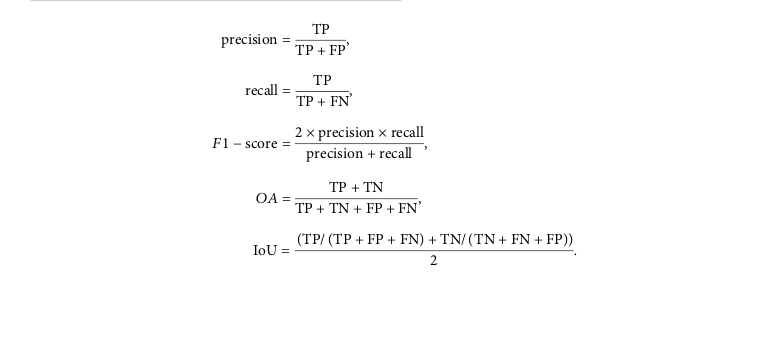 precision = TP / TP + FP,
recall = TP / TP + FN,
F1 − score = 2 × precision × recall / precision + recall,
OA = TP + TN / TP + TN + FP + FN,
IoU = (TP/ (TP + FP + FN) + TN/ (TN + FN + FP)) / 2.